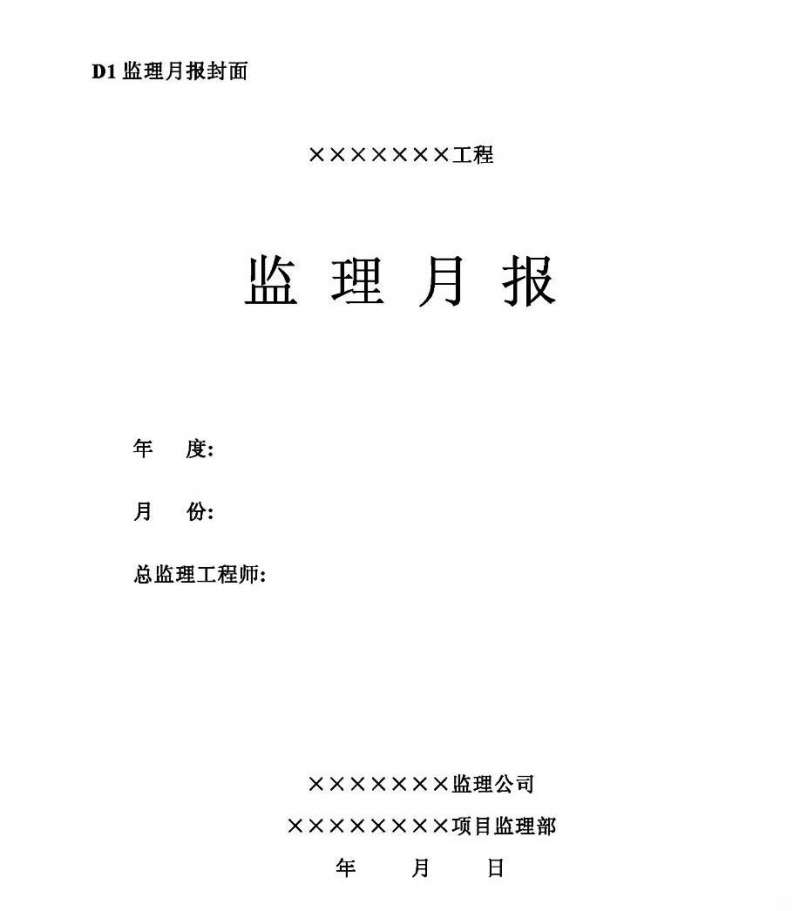 D1 监理月报封面
×××××××工程
监 理 月 报
年 度:
月 份:
总监理工程师:
×××××××监理公司
××××××××项目监理部
年 月 日